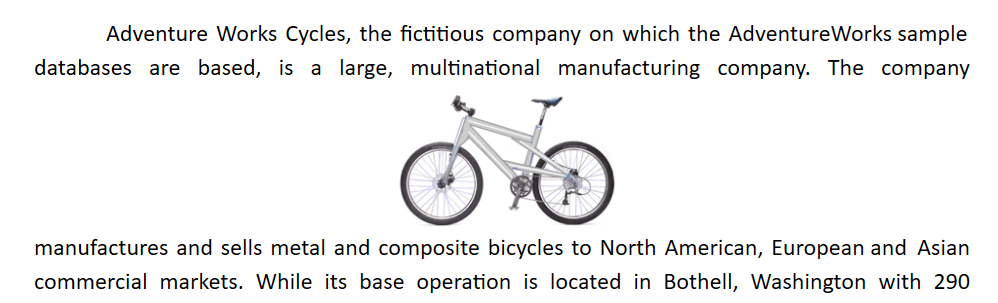 Adventure Works Cycles, the fictitious company on which the AdventureWorks sample
databases are based, is a large, multinational manufacturing company. The company
manufactures and sells metal and composite bicycles to North American, European and Asian
commercial markets. While its base operation is located in Bothell, Washington with 290